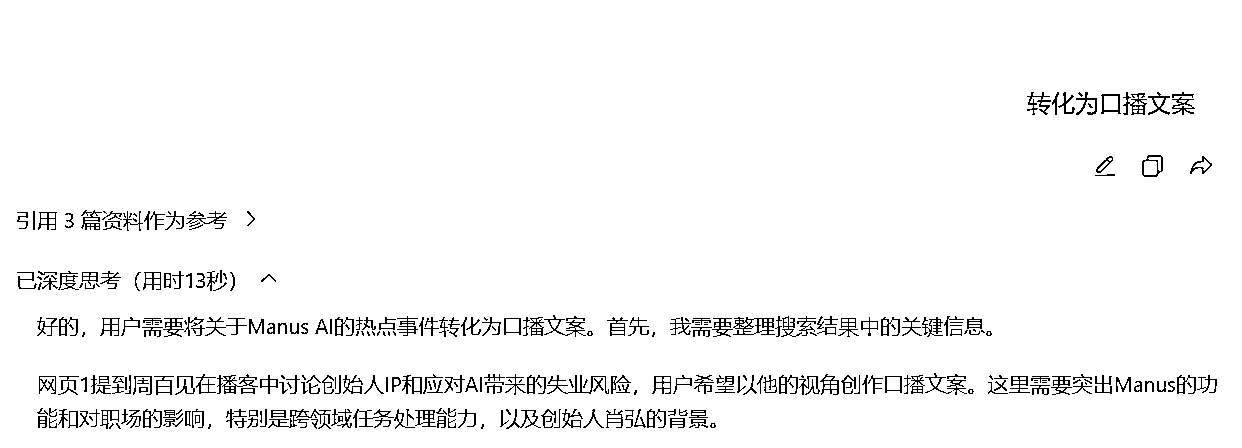 转化为口播文案
引用 3 篇资料作为参考
已深度思考（用时13秒）
好的，用户需要将关于Manus AI的热点事件转化为口播文案。首先，我需要整理搜索结果中的关键信息。
网页1提到周百见在播客中讨论创始人IP和应对AI带来的失业风险，用户希望以他的视角创作口播文案。这里需要突出Manus的功
能和对职场的影响，特别是跨领域任务处理能力，以及创始人肖弘的背景。